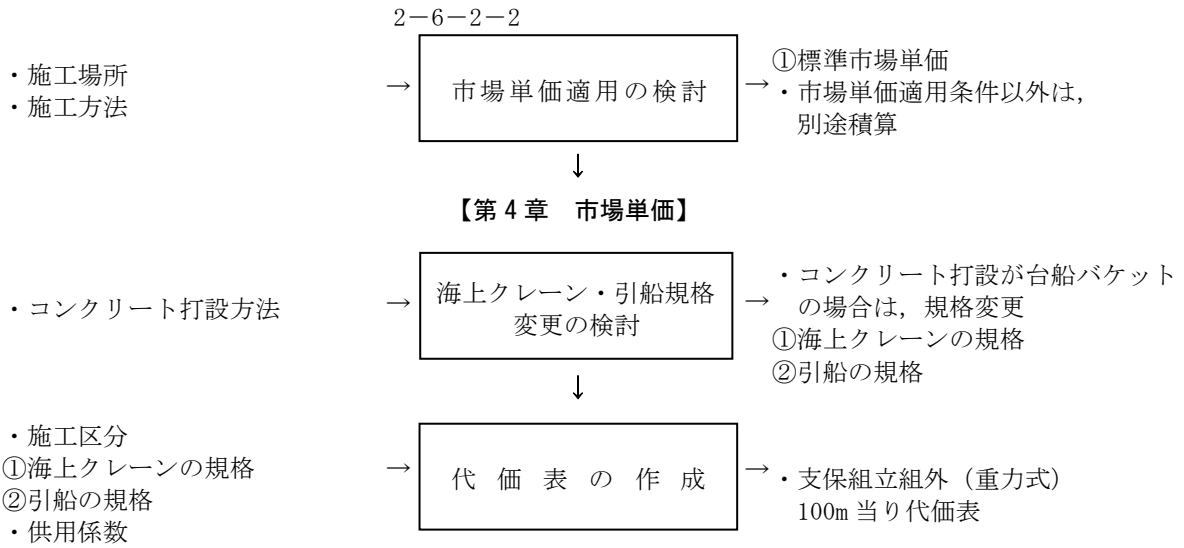 2－6－2－2
・施工場所
・施工方法
→
市場単価適用の検討
→
①標準市場単価
・市場単価適用条件以外は，
別途積算
↓
【第４章　市場単価】
・コンクリート打設方法
→
海上クレーン・引船規格
変更の検討
→
・コンクリート打設が台船バケット
の場合は，規格変更
①海上クレーンの規格
②引船の規格
↓
・施工区分
①海上クレーンの規格
②引船の規格
・供用係数
→
代　価　表　の　作　成
→
・支保組立組外（重力式）
100m 当り代価表